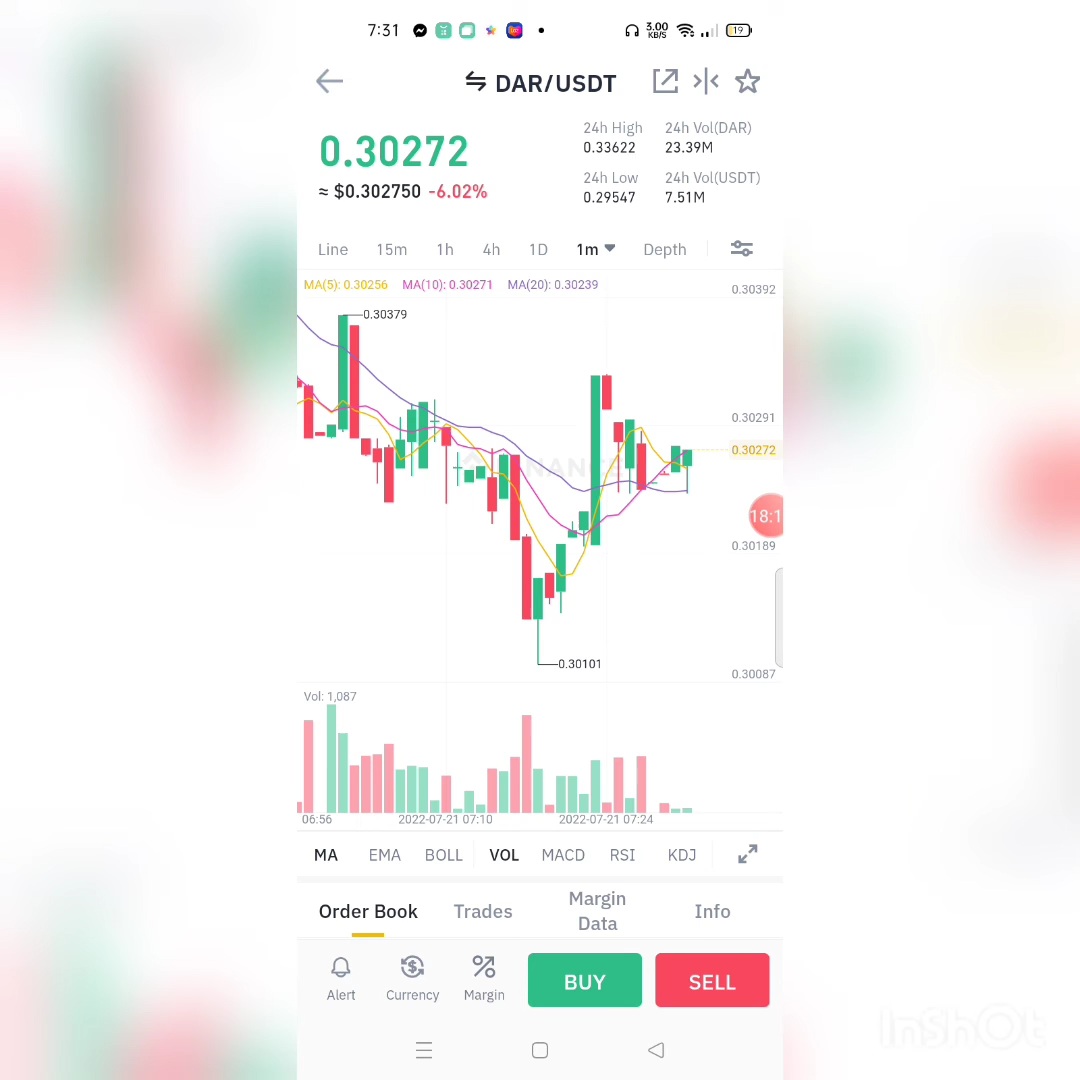 7:31
3.00
KB/S
19
DAR/USDT
0.30272
≈ $0.302750 -6.02%
24h High
0.33622
24h Vol(DAR)
23.39M
24h Low
0.29547
24h Vol(USDT)
7.51M
Line 15m 1h 4h 1D 1m Depth
MA(5): 0.30256 MA(10): 0.30271 MA(20): 0.30239
0.30392
0.30379
0.30291
0.30272
18:1
0.30189
0.30101
0.30087
Vol: 1,087
06:56 2022-07-21 07:10 2022-07-21 07:24
MA EMA BOLL VOL MACD RSI KDJ
Order Book Trades Margin Data Info
Alert Currency Margin BUY SELL
InShOt